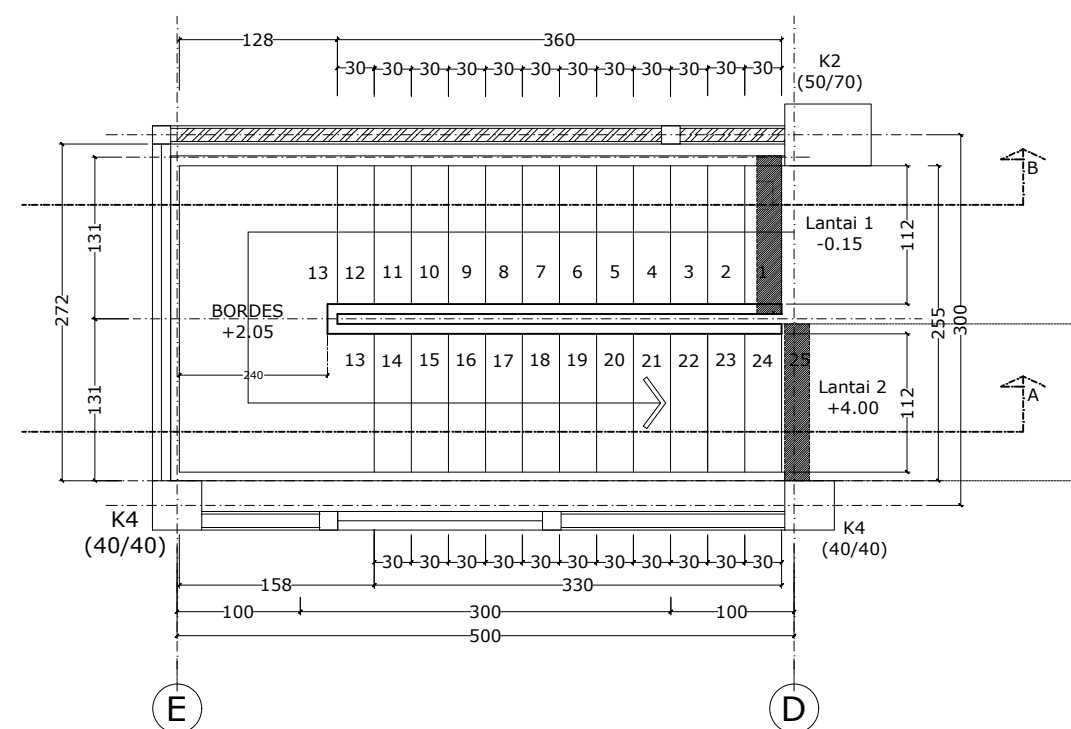 128
360
30 30 30 30 30 30 30 30 30 30 30 30
K2
(50/70)
B
131
272
Lantai 1
-0.15
112
13 12 11 10 9 8 7 6 5 4 3 2 1
BORDES
+2.05
255
300
13 14 15 16 17 18 19 20 21 22 23 24 25
240
Lantai 2
+4.00
131
112
A
K4
(40/40)
K4
(40/40)
30 30 30 30 30 30 30 30 30 30 30
158
330
100
300
100
500
E
D